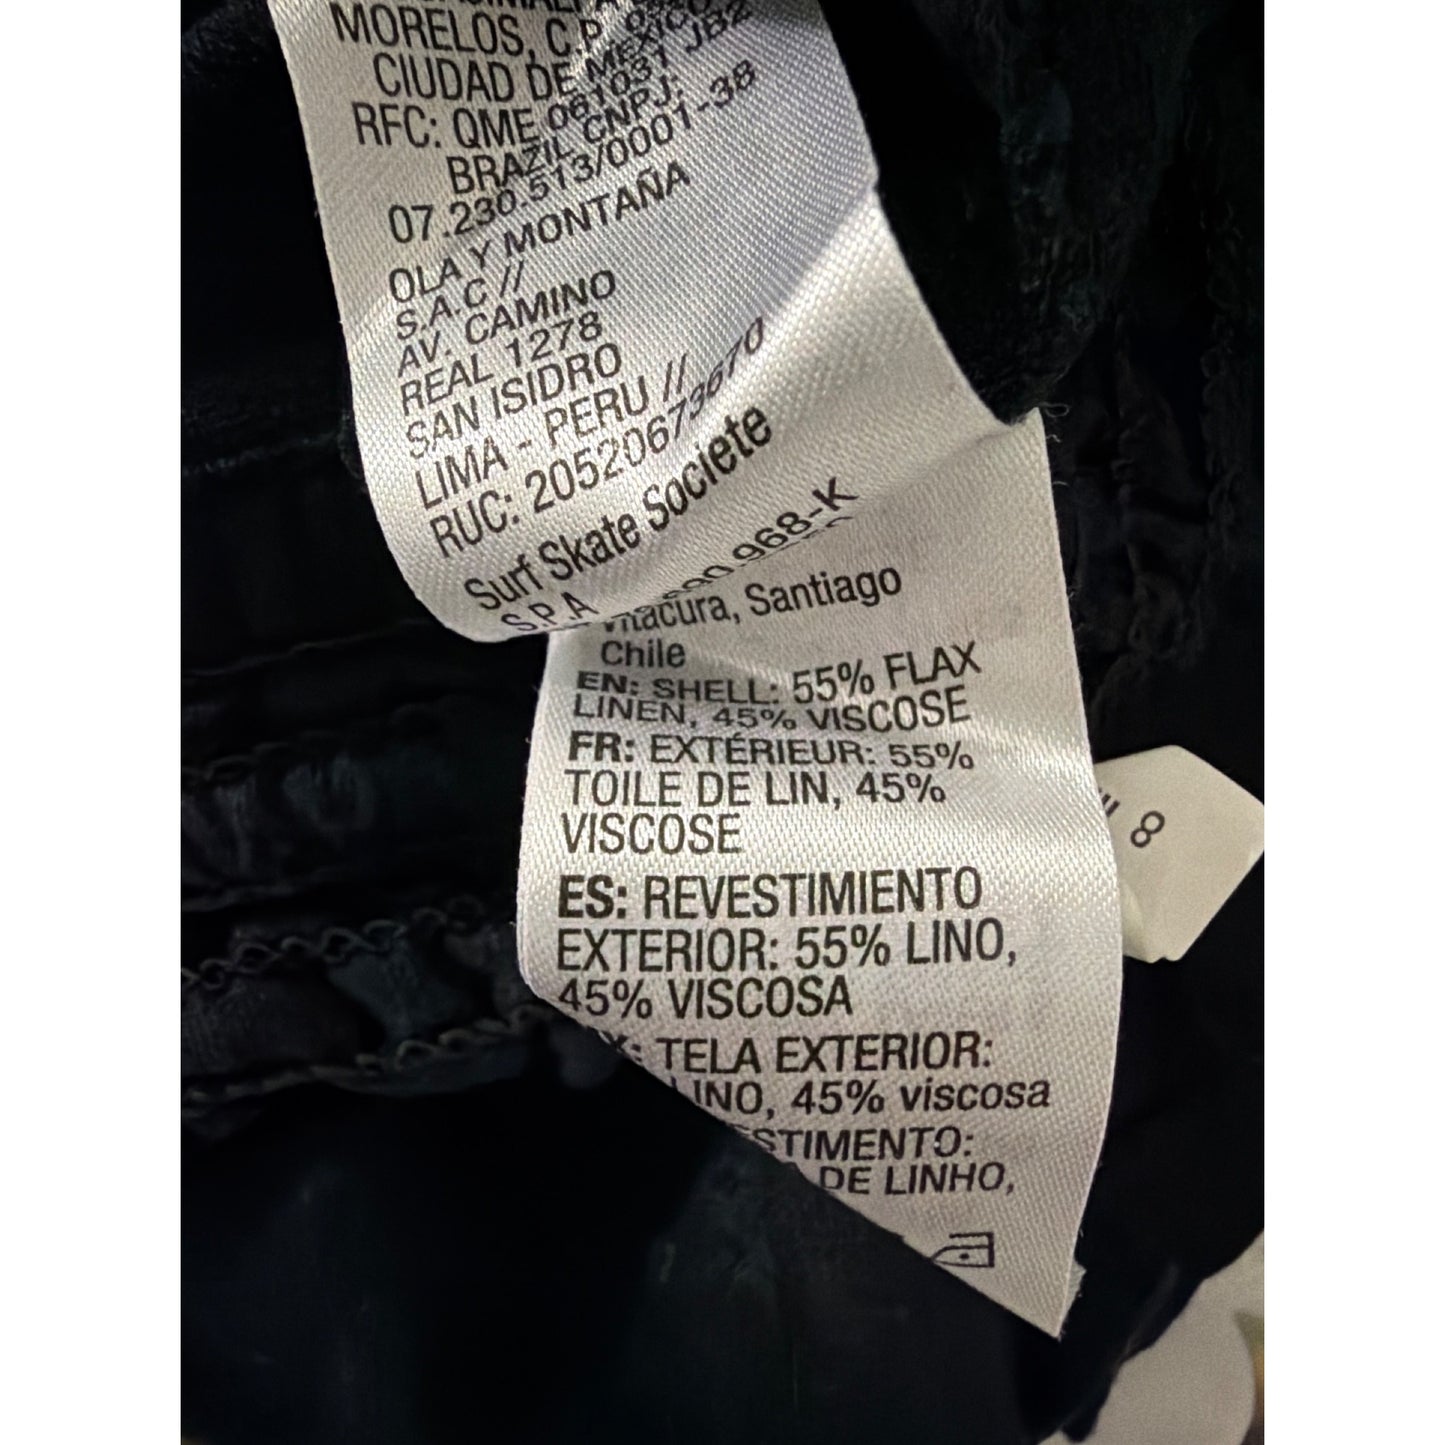 MORELOS, C.P.
CIUDAD DE MEXICO
RFC: QME 061031 JB2
BRAZIL CNPJ:
07.230.513/0001-38
OLA Y MONTAÑA
S.A.C //
AV. CAMINO
REAL 1278
SAN ISIDRO
LIMA - PERU //
RUC: 20520673670
Surf Skate Societe
S.P.A
968-K
Vitacura, Santiago
Chile
EN: SHELL: 55% FLAX
LINEN, 45% VISCOSE
FR: EXTÉRIEUR: 55%
TOILE DE LIN, 45%
VISCOSE
ES: REVESTIMIENTO
EXTERIOR: 55% LINO,
45% VISCOSA
TELA EXTERIOR:
LINO, 45% viscosa
STIMENTO:
DE LINHO,
8